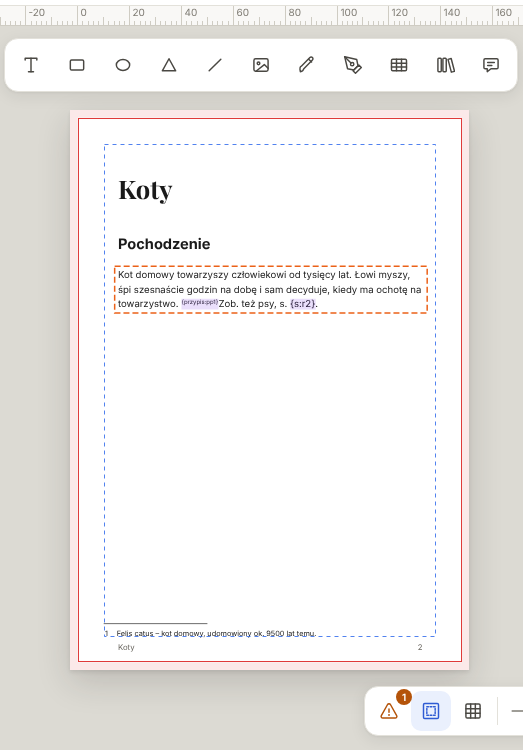 -20 0 20 40 60 80 100 120 140 160
Koty
Pochodzenie
Kot domowy towarzyszy człowiekowi od tysięcy lat. Łowi myszy,
śpi szesnaście godzin na dobę i sam decyduje, kiedy ma ochotę na
towarzystwo. {przypis:pp1}Zob. też psy, s. {s:r2}.
1 Felis catus – kot domowy, udomowiony ok. 9500 lat temu.
Koty 2
1